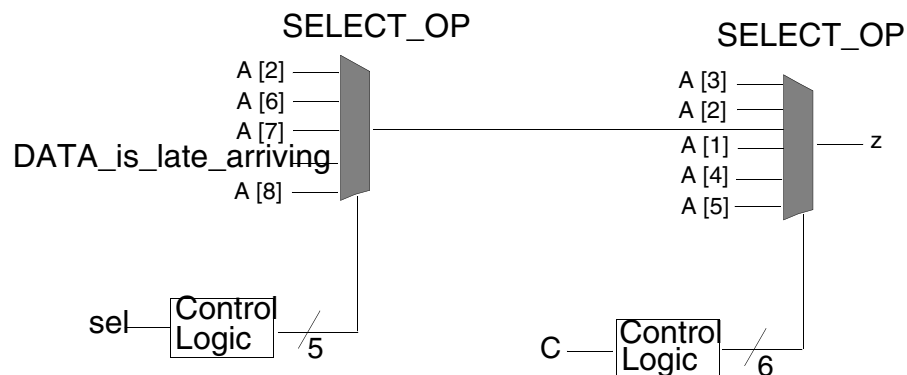 SELECT_OP
SELECT_OP
A [2]
A [6]
A [7]
DATA_is_late_arriving
A [8]
A [3]
A [2]
A [1]
A [4]
A [5]
z
sel
Control
Logic
5
C
Control
Logic
6